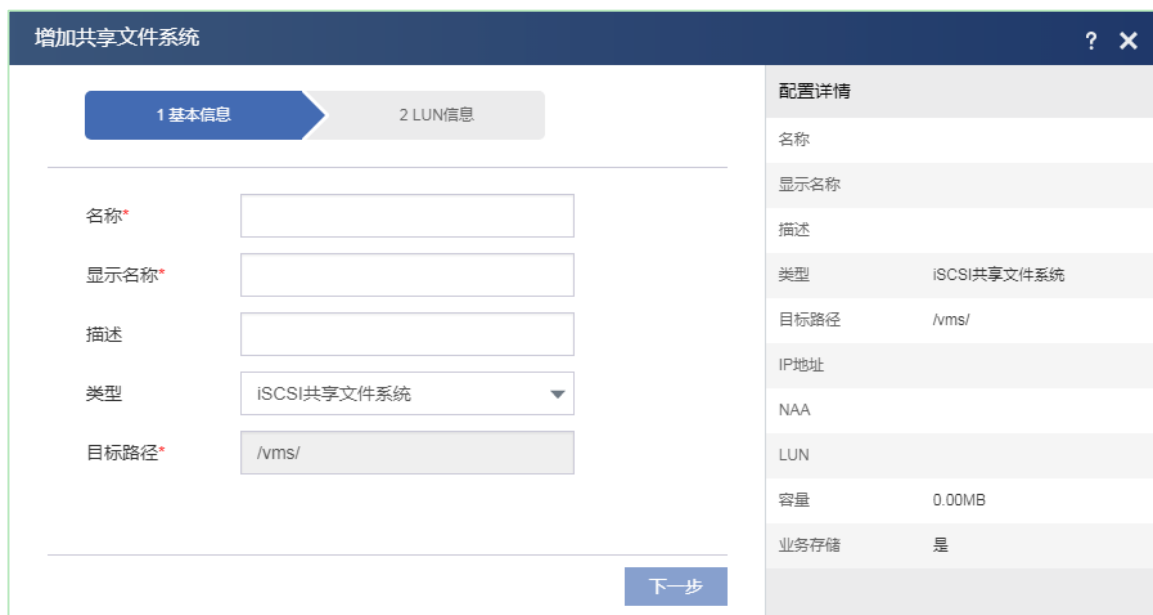 增加共享文件系统
? ×
1 基本信息
2 LUN信息
名称*
显示名称*
描述
类型 iSCSI共享文件系统
目标路径* /vms/
下一步
配置详情
名称
显示名称
描述
类型 iSCSI共享文件系统
目标路径 /vms/
IP地址
NAA
LUN
容量 0.00MB
业务存储 是